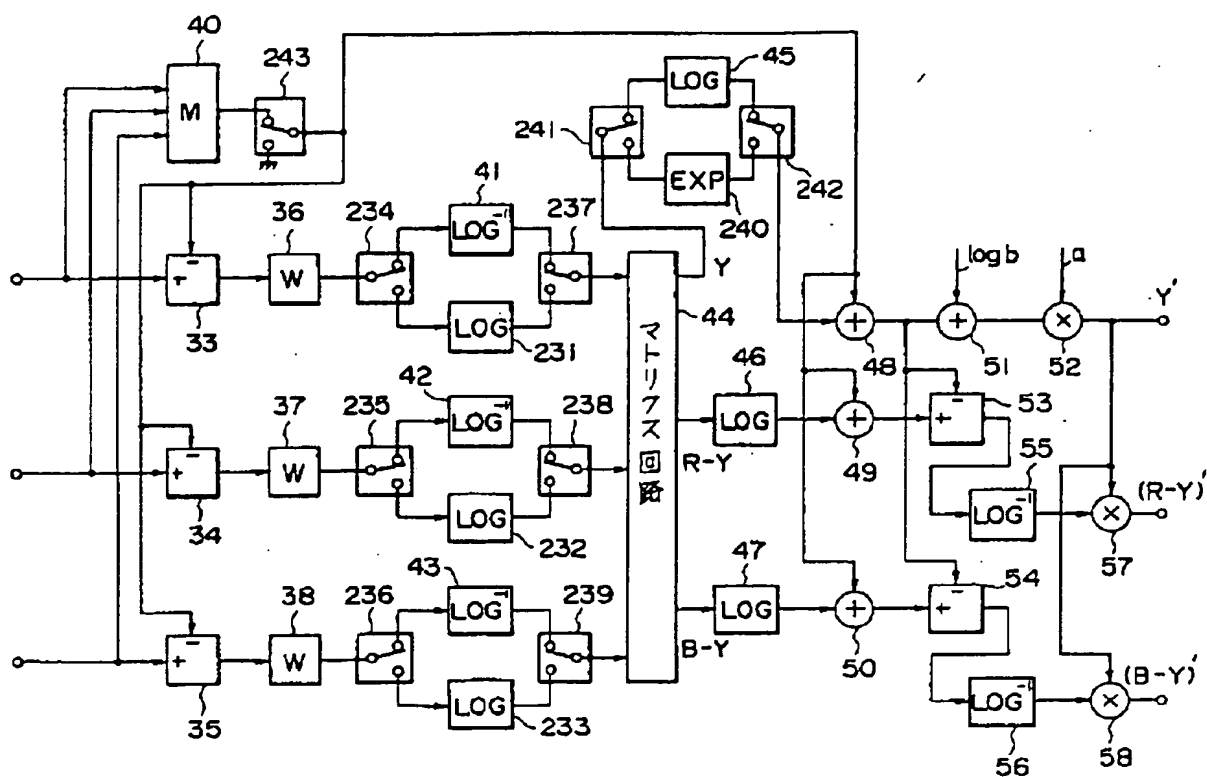 40
243
M
45
LOG
241
242
EXP
240
41
LOG⁻¹
36
234
237
W
33
LOG
231
Y
44
log b
a
Y'
48
51
52
マトリクス回路
42
LOG⁻¹
37
235
238
W
34
LOG
232
R-Y
46
LOG
49
53
55
LOG⁻¹
(R-Y)'
57
43
LOG⁻¹
38
236
239
W
35
LOG
233
B-Y
47
LOG
50
54
LOG⁻¹
56
(B-Y)'
58